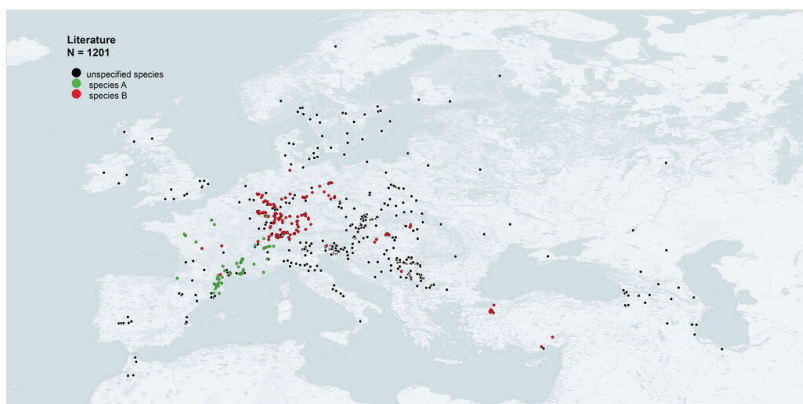 Literature
N = 1201
unspecified species
species A
species B